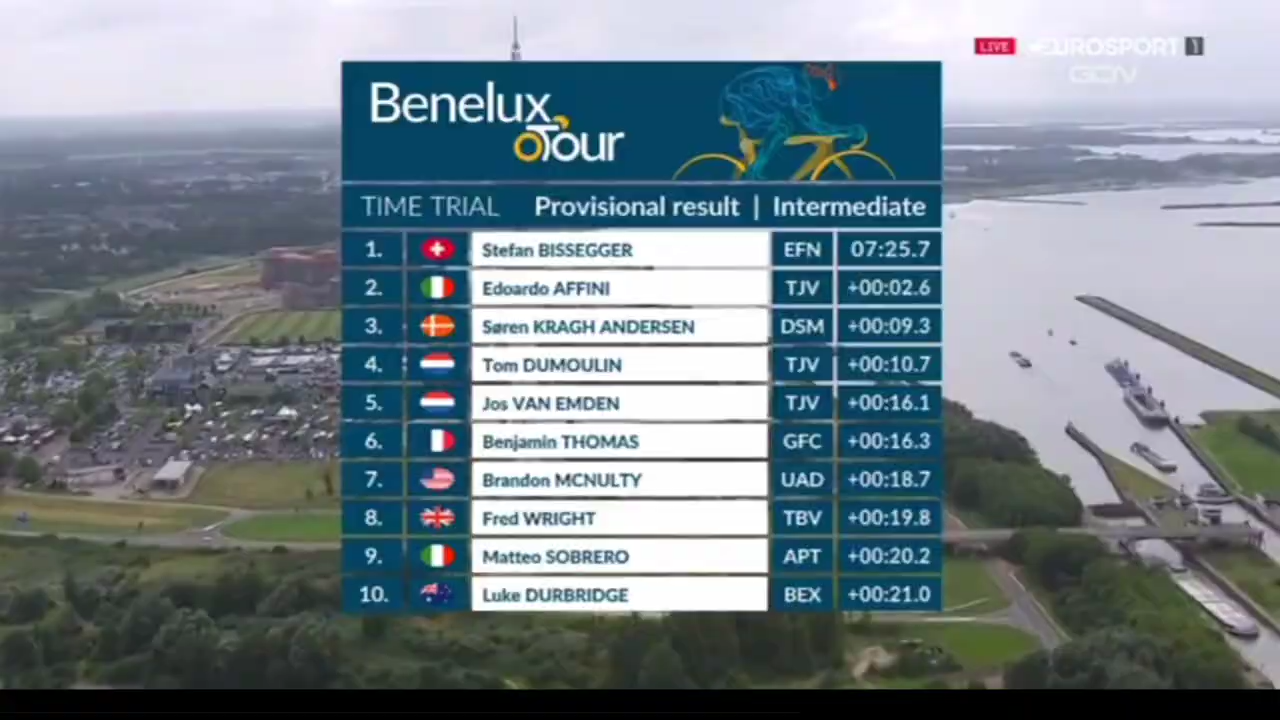 LIVE EUROSPORT 1
GCN
Benelux
Tour
TIME TRIAL Provisional result | Intermediate
1. Stefan BISSEGGER EFN 07:25.7
2. Edoardo AFFINI TJV +00:02.6
3. Søren KRAGH ANDERSEN DSM +00:09.3
4. Tom DUMOULIN TJV +00:10.7
5. Jos VAN EMDEN TJV +00:16.1
6. Benjamin THOMAS GFC +00:16.3
7. Brandon MCNULTY UAD +00:18.7
8. Fred WRIGHT TBV +00:19.8
9. Matteo SOBRERO APT +00:20.2
10. Luke DURBRIDGE BEX +00:21.0